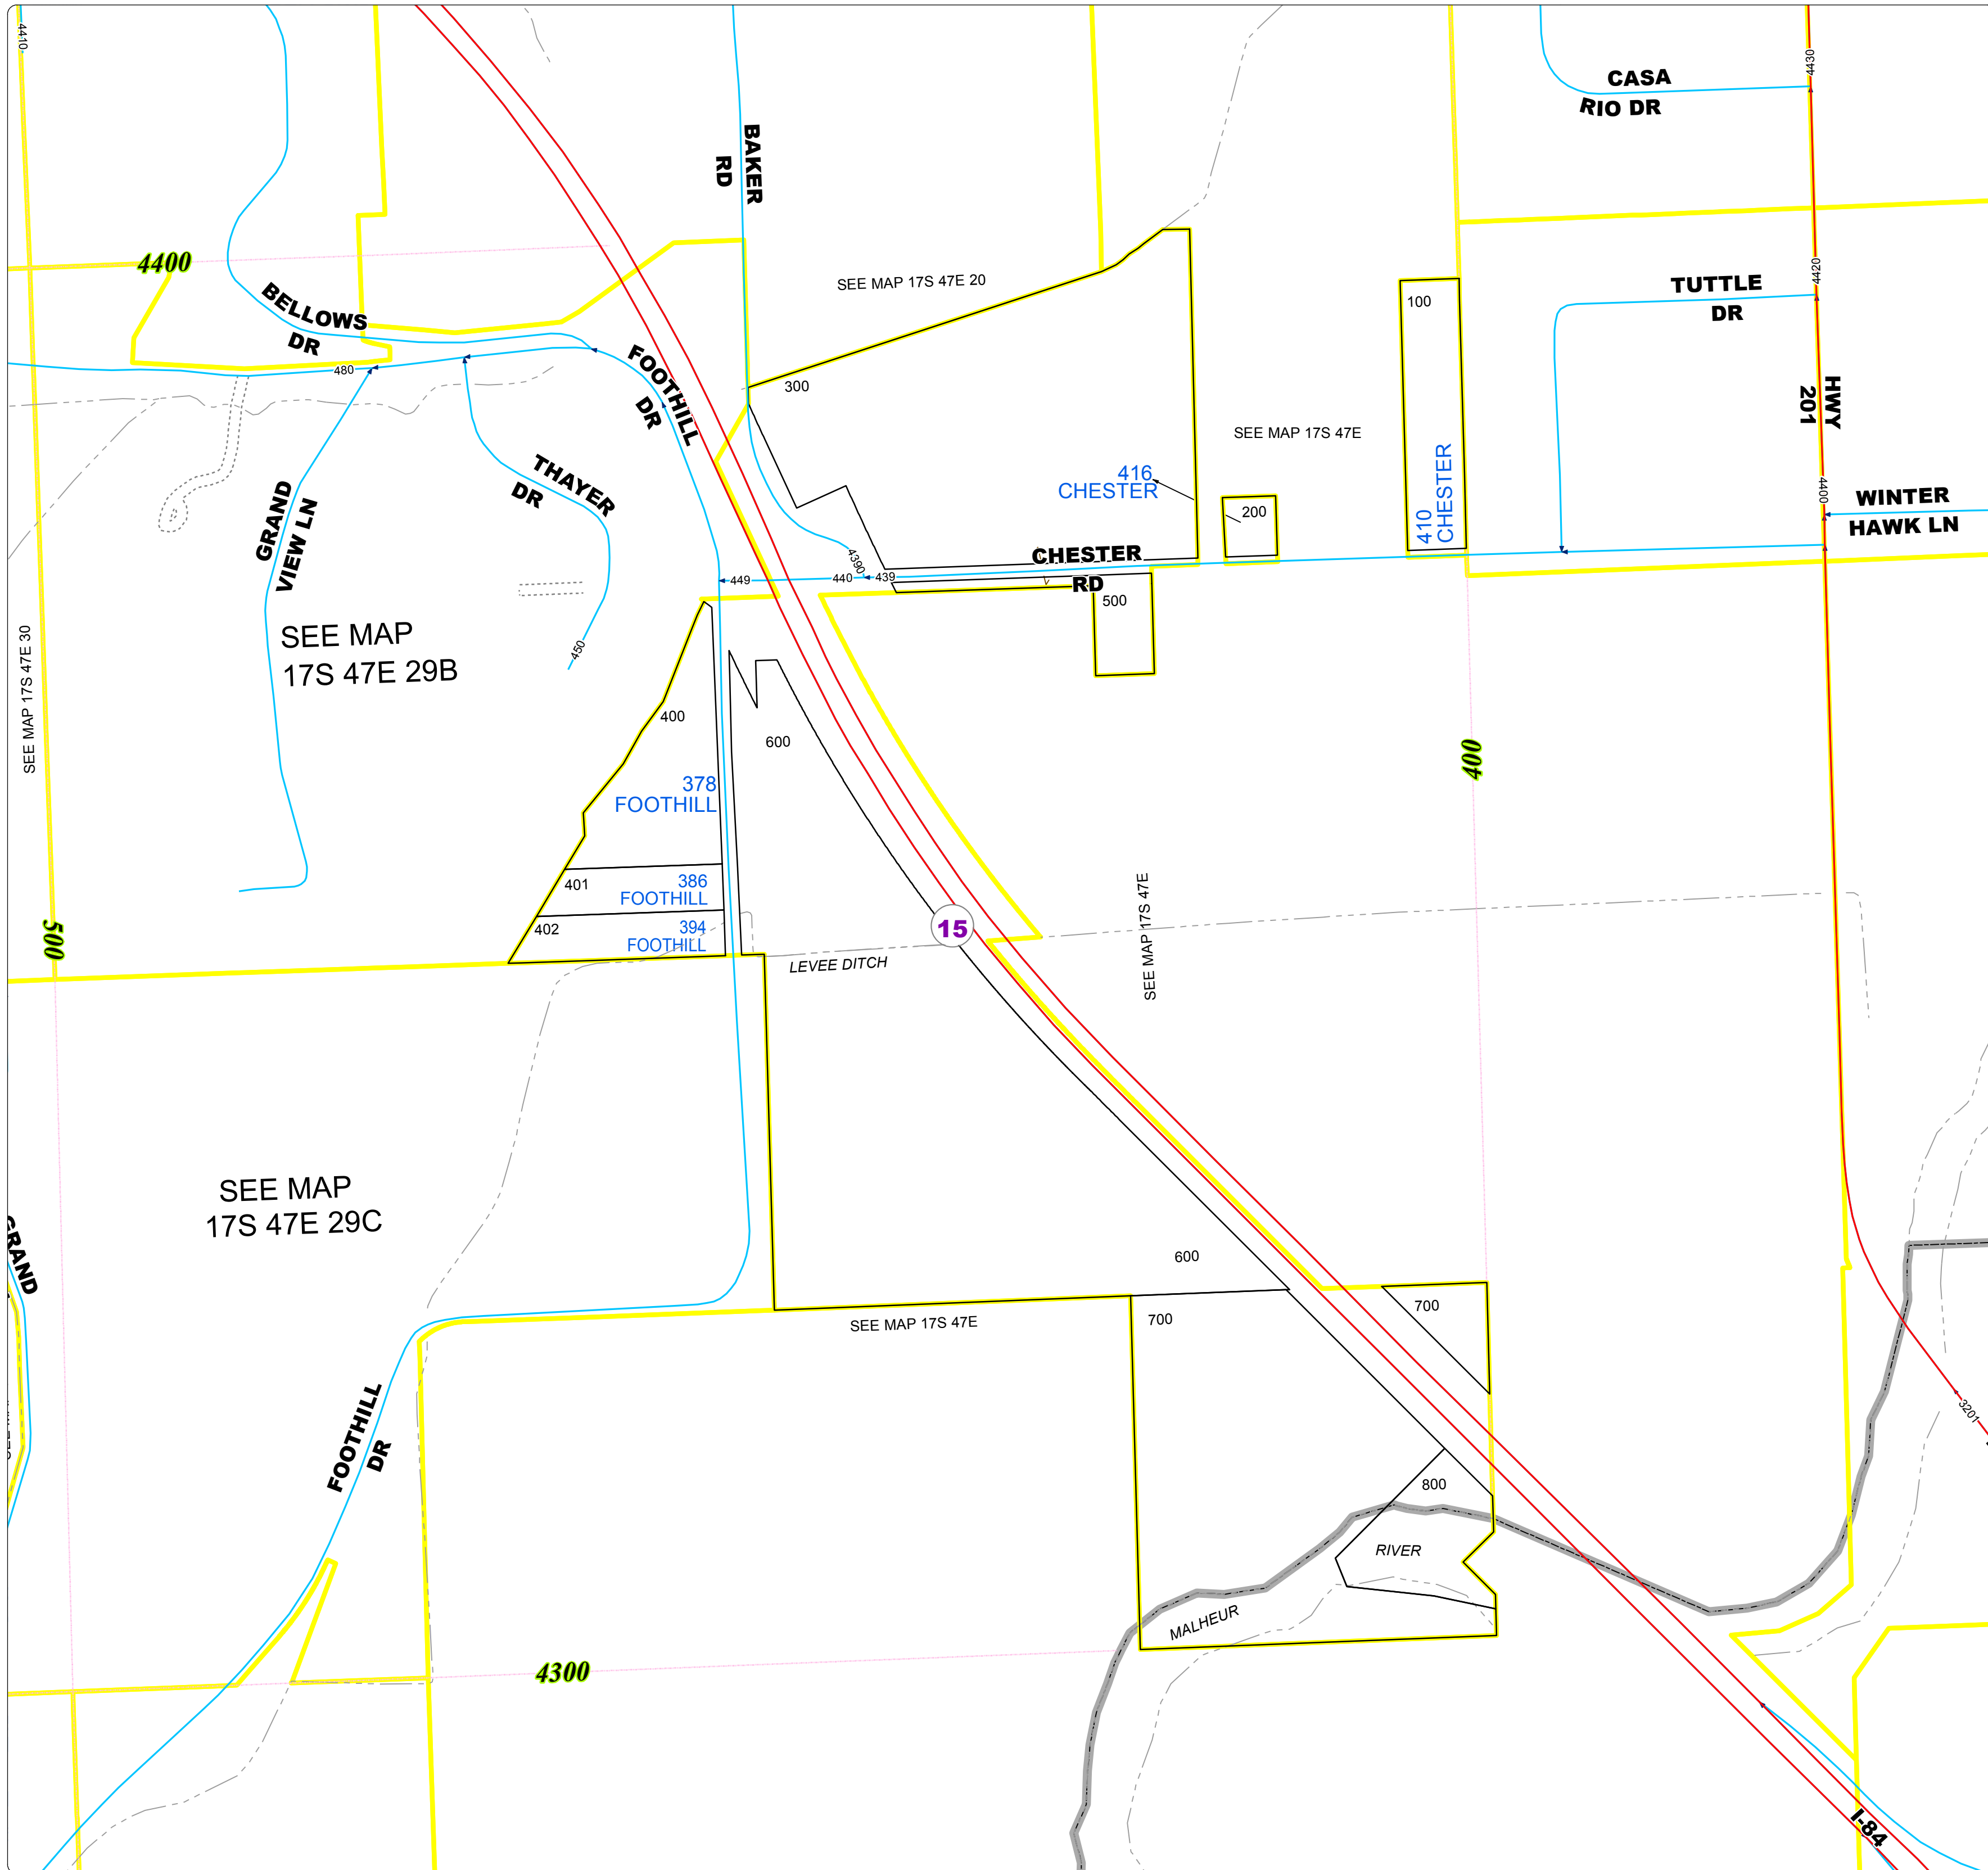 4410
4430
CASA
RIO DR
BAKER
RD
4400
SEE MAP 17S 47E 20
4420
TUTTLE
DR
100
BELLOWS
DR
480
FOOTHILL
DR
300
HWY
201
SEE MAP 17S 47E
416
CHESTER
410
CHESTER
200
4400
WINTER
HAWK LN
THAYER
DR
GRAND
VIEW LN
4390
CHESTER
RD
449
440
439
500
450
SEE MAP 17S 47E 30
SEE MAP
17S 47E 29B
400
600
400
378
FOOTHILL
401
386
FOOTHILL
402
394
FOOTHILL
15
500
LEVEE DITCH
SEE MAP 17S 47E
SEE MAP
17S 47E 29C
GRAND
600
700
700
SEE MAP 17S 47E
FOOTHILL
DR
3201
800
RIVER
MALHEUR
4300
I-84